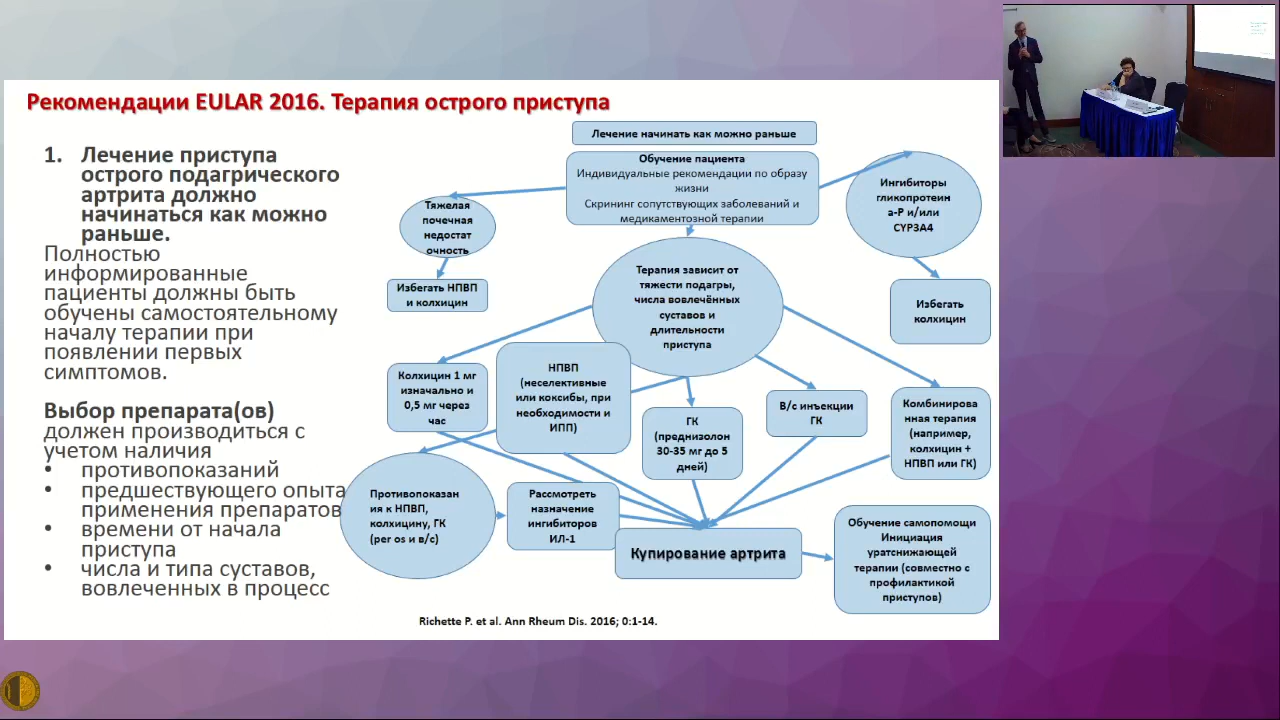 Рекомендации EULAR 2016. Терапия острого приступа
1. Лечение приступа
острого подагрического
артрита должно
начинаться как можно
раньше.
Полностью
информированные
пациенты должны быть
обучены самостоятельному
началу терапии при
появлении первых
симптомов.
Выбор препарата(ов)
должен производиться с
учетом наличия
• противопоказаний
• предшествующего опыта
применения препаратов
• времени от начала
приступа
• числа и типа суставов,
вовлеченных в процесс
Лечение начинать как можно раньше
Обучение пациента
Индивидуальные рекомендации по образу
жизни
Скрининг сопутствующих заболеваний и
медикаментозной терапии
Тяжелая
почечная
недостат
очность
Избегать НПВП
и колхицин
Ингибиторы
гликопротеин
а-Р и/или
CYP3A4
Избегать
колхицин
Терапия зависит от
тяжести подагры,
числа вовлечённых
суставов и
длительности
приступа
Колхицин 1 мг
изначально и
0,5 мг через
час
НПВП
(неселективные
или коксибы, при
необходимости и
ИПП)
ГК
(преднизолон
30-35 мг до 5
дней)
В/с инъекции
ГК
Комбинирова
нная терапия
(например,
колхицин +
НПВП или ГК)
Противопоказан
ия к НПВП,
колхицину, ГК
(per os и в/с)
Рассмотреть
назначение
ингибиторов
ИЛ-1
Купирование артрита
Обучение самопомощи
Инициация
уратснижающей
терапии (совместно с
профилактикой
приступов)
Richette P. et al. Ann Rheum Dis. 2016; 0:1-14.